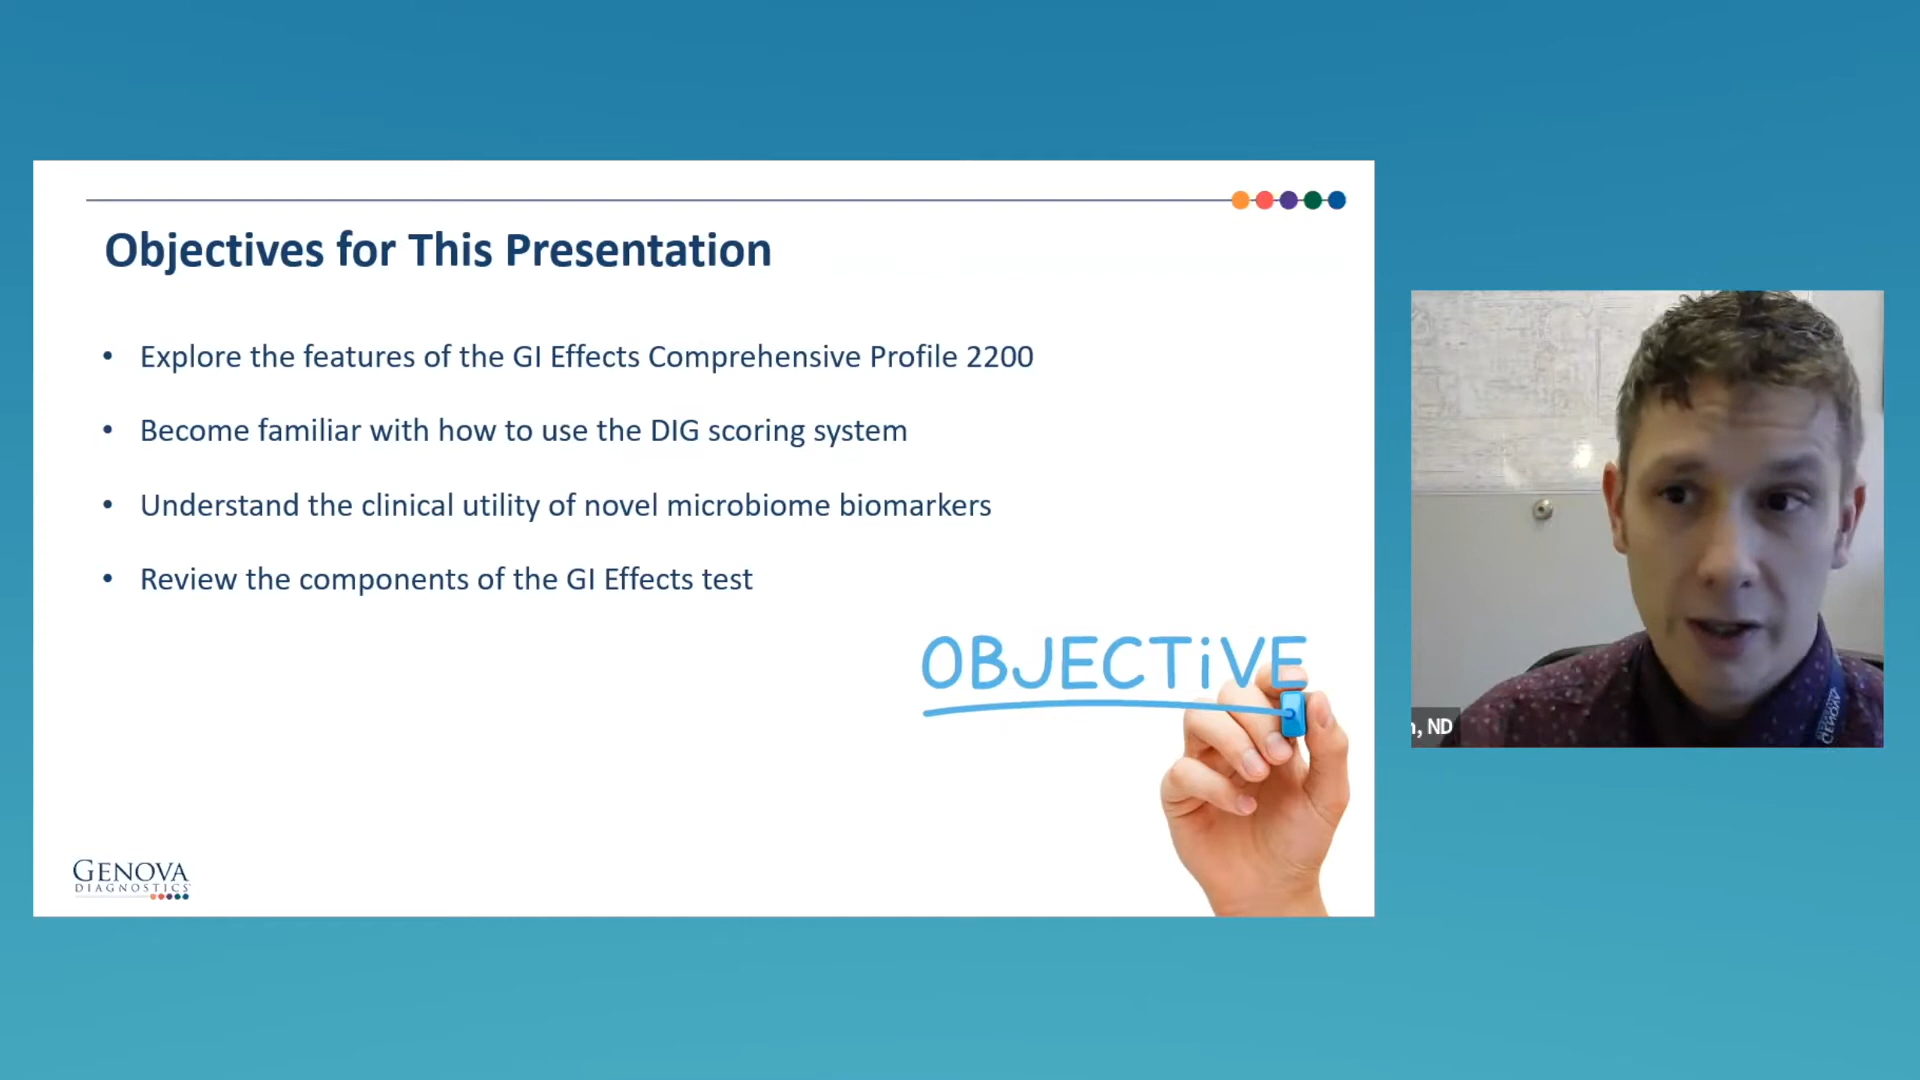 Objectives for This Presentation
• Explore the features of the GI Effects Comprehensive Profile 2200
• Become familiar with how to use the DIG scoring system
• Understand the clinical utility of novel microbiome biomarkers
• Review the components of the GI Effects test
OBJECTiVE
GENOVA
DIAGNOSTICS
, ND
GENOVA